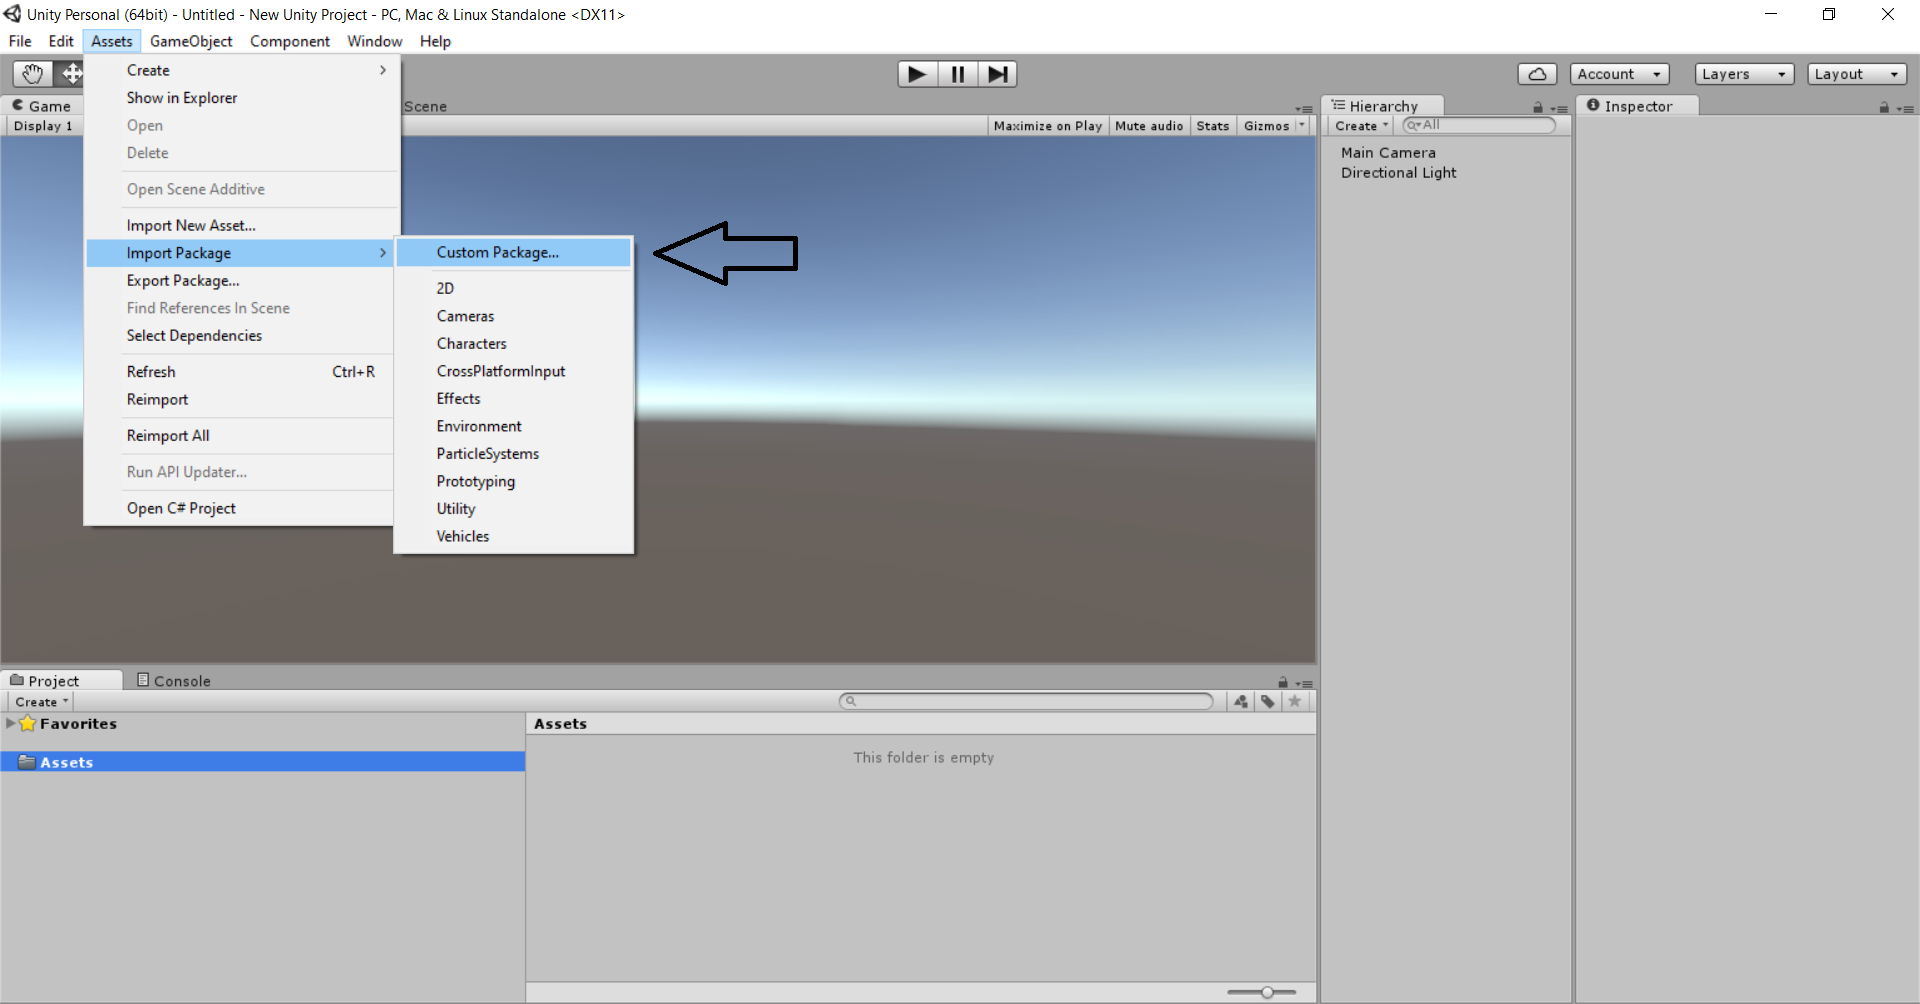 Unity Personal (64bit) - Untitled - New Unity Project - PC, Mac & Linux Standalone <DX11>
File Edit Assets GameObject Component Window Help
Account Layers Layout
Create
Show in Explorer
Open
Delete
Open Scene Additive
Import New Asset...
Import Package
Export Package...
Find References In Scene
Select Dependencies
Refresh Ctrl+R
Reimport
Reimport All
Run API Updater...
Open C# Project
Custom Package...
2D
Cameras
Characters
CrossPlatformInput
Effects
Environment
ParticleSystems
Prototyping
Utility
Vehicles
Game Scene
Display 1 Maximize on Play Mute audio Stats Gizmos
Hierarchy
Create All
Main Camera
Directional Light
Inspector
Project Console
Create
Favorites
Assets
Assets
This folder is empty